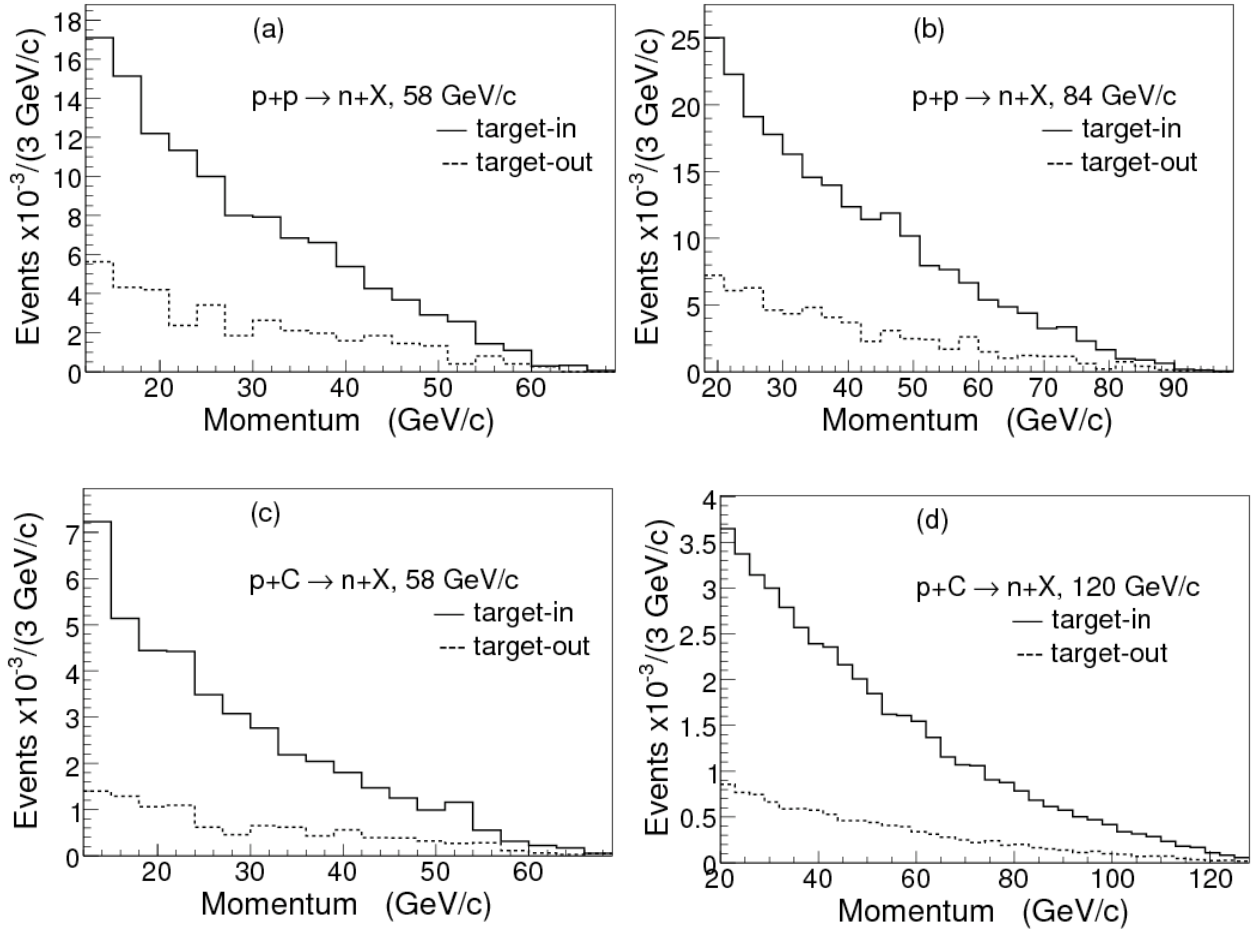 (a)
p+p → n+X, 58 GeV/c
target-in
target-out
Events x10⁻³/(3 GeV/c)
18
16
14
12
10
8
6
4
2
0
20 30 40 50 60
Momentum (GeV/c)
(b)
p+p → n+X, 84 GeV/c
target-in
target-out
Events x10⁻³/(3 GeV/c)
25
20
15
10
5
0
20 30 40 50 60 70 80 90
Momentum (GeV/c)
(c)
p+C → n+X, 58 GeV/c
target-in
target-out
Events x10⁻³/(3 GeV/c)
7
6
5
4
3
2
1
0
20 30 40 50 60
Momentum (GeV/c)
(d)
p+C → n+X, 120 GeV/c
target-in
target-out
Events x10⁻³/(3 GeV/c)
4
3.5
3
2.5
2
1.5
1
0.5
0
20 40 60 80 100 120
Momentum (GeV/c)